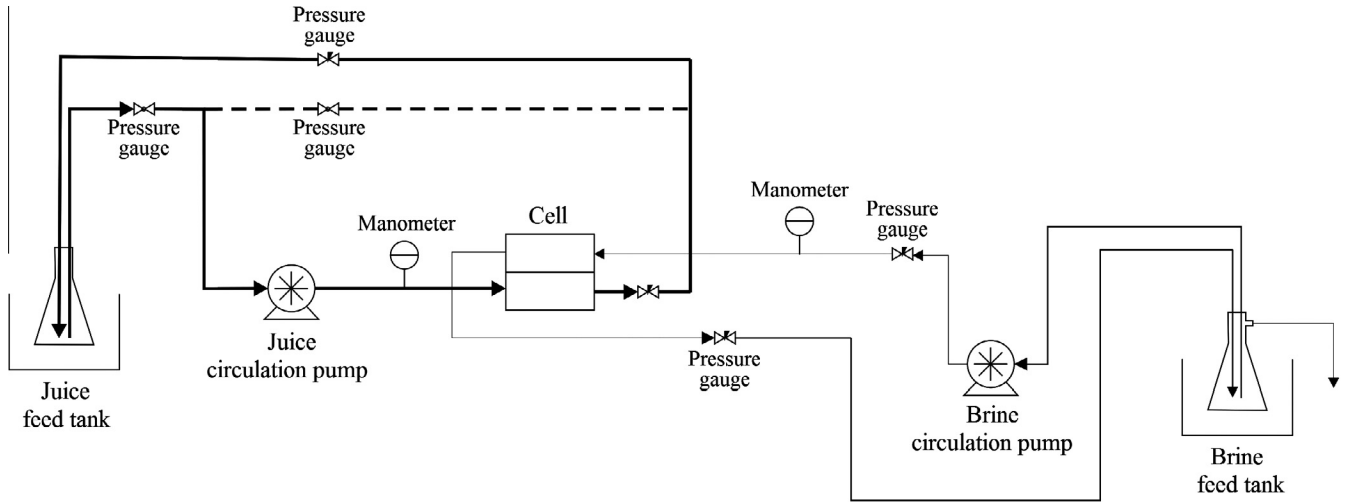 Pressure
gauge
Pressure
gauge
Pressure
gauge
Manometer
Cell
Manometer
Pressure
gauge
Juice
circulation pump
Pressure
gauge
Juice
feed tank
Brine
circulation pump
Brine
feed tank